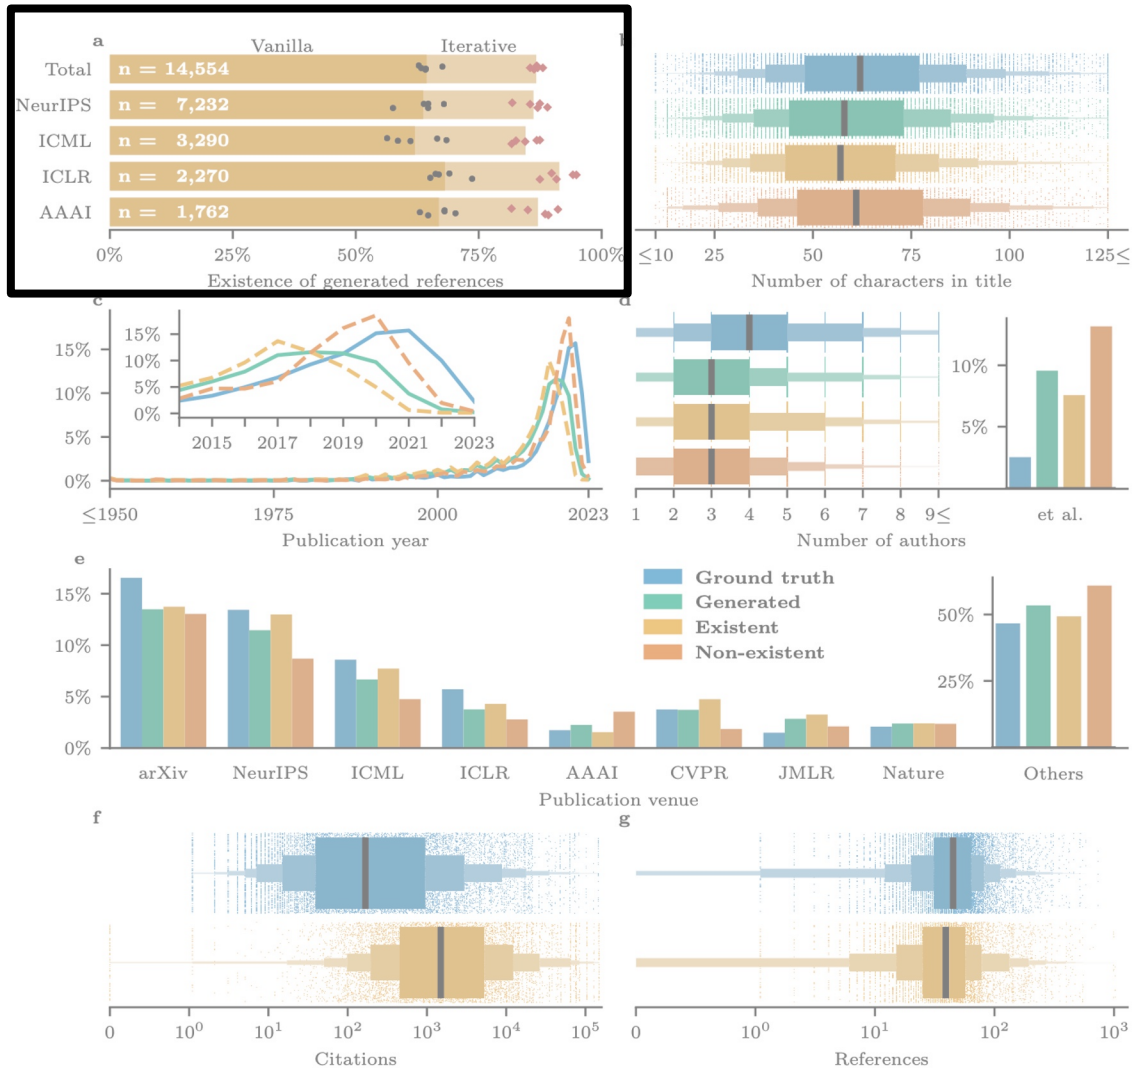 a
Vanilla Iterative
Total n = 14,554
NeurIPS n = 7,232
ICML n = 3,290
ICLR n = 2,270
AAAI n = 1,762
0% 25% 50% 75% 100%
Existence of generated references
b
≤10 25 50 75 100 125≤
Number of characters in title
c
15%
10%
5%
0%
2015 2017 2019 2021 2023
15%
10%
5%
0%
≤1950 1975 2000 2023
Publication year
d
1 2 3 4 5 6 7 8 9≤
Number of authors
10%
5%
et al.
e
Ground truth
Generated
Existent
Non-existent
15%
10%
5%
0%
50%
25%
arXiv NeurIPS ICML ICLR AAAI CVPR JMLR Nature Others
Publication venue
f
0 10⁰ 10¹ 10² 10³ 10⁴ 10⁵
Citations
g
0 10⁰ 10¹ 10² 10³
References